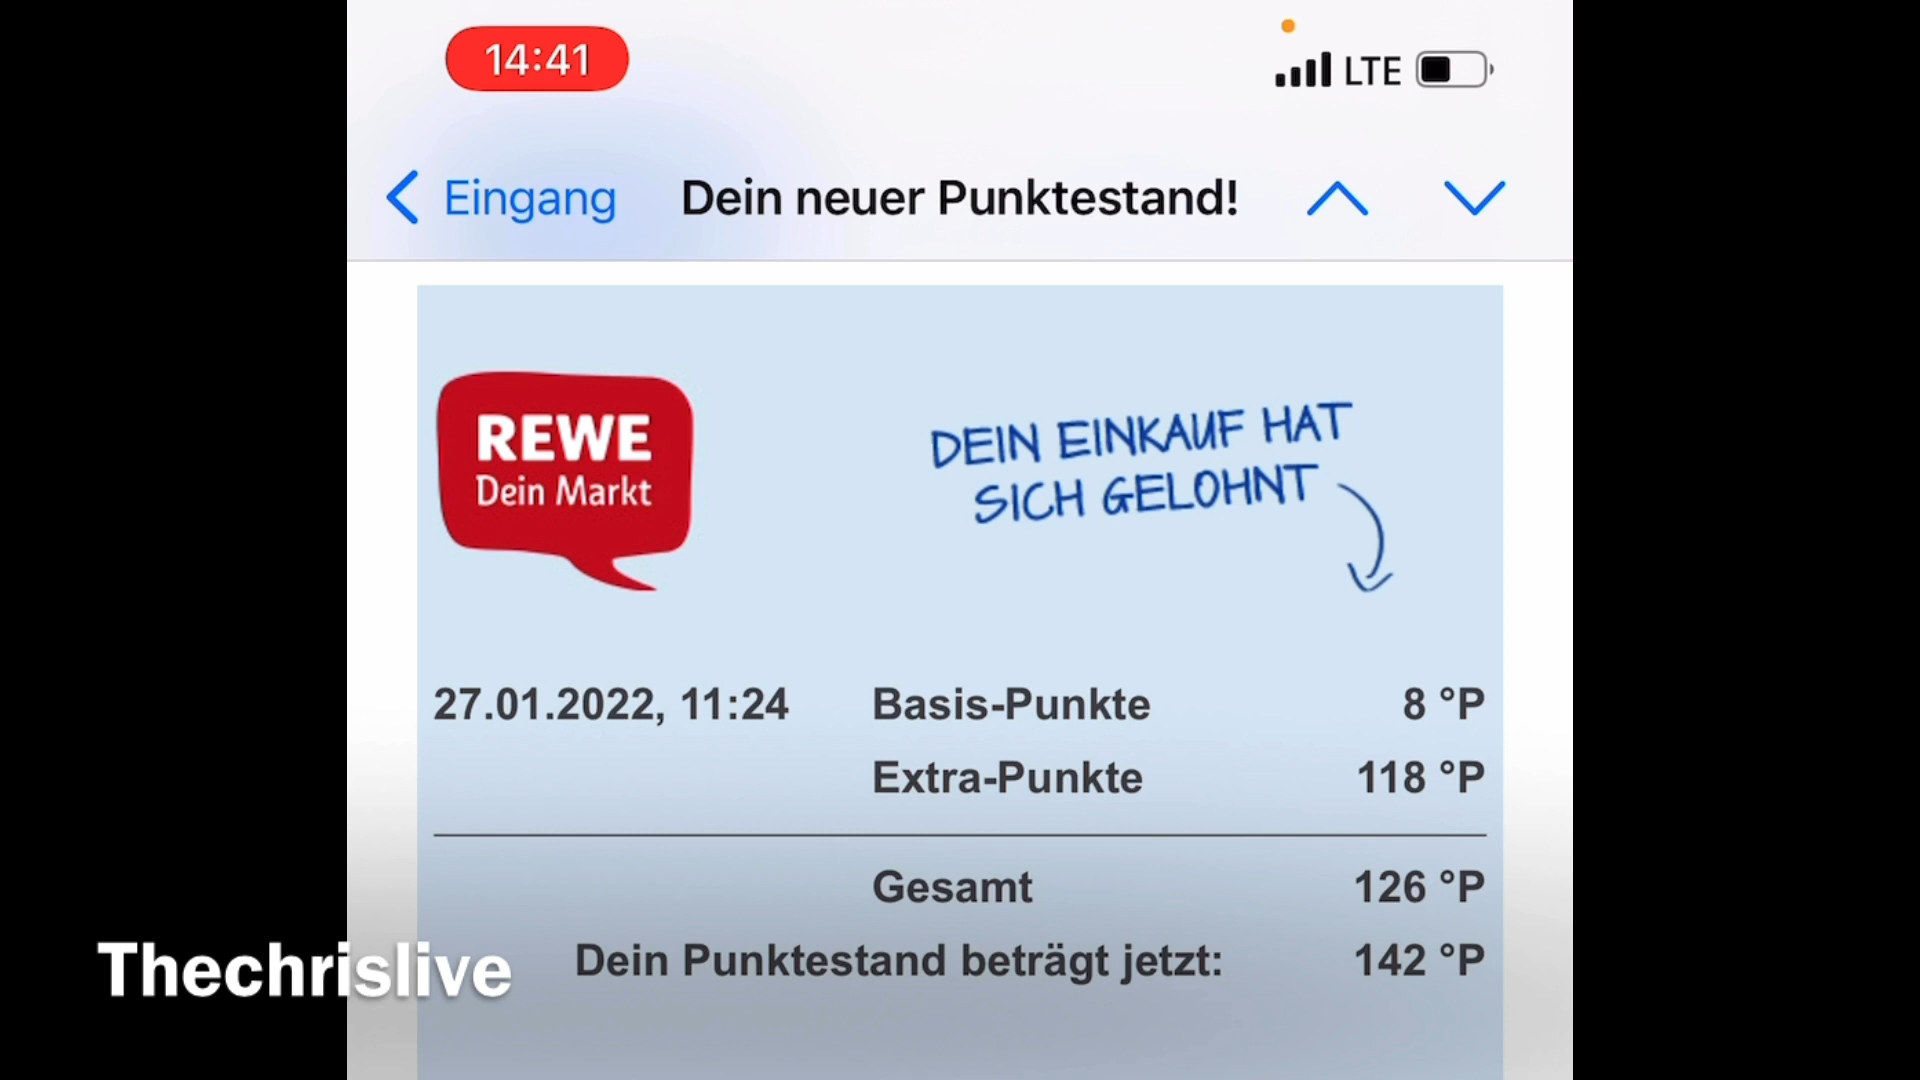 14:41
LTE
Eingang
Dein neuer Punktestand!
REWE
Dein Markt
DEIN EINKAUF HAT
SICH GELOHNT
27.01.2022, 11:24 Basis-Punkte 8 °P
Extra-Punkte 118 °P
Gesamt 126 °P
Dein Punktestand beträgt jetzt: 142 °P
Thechrislive